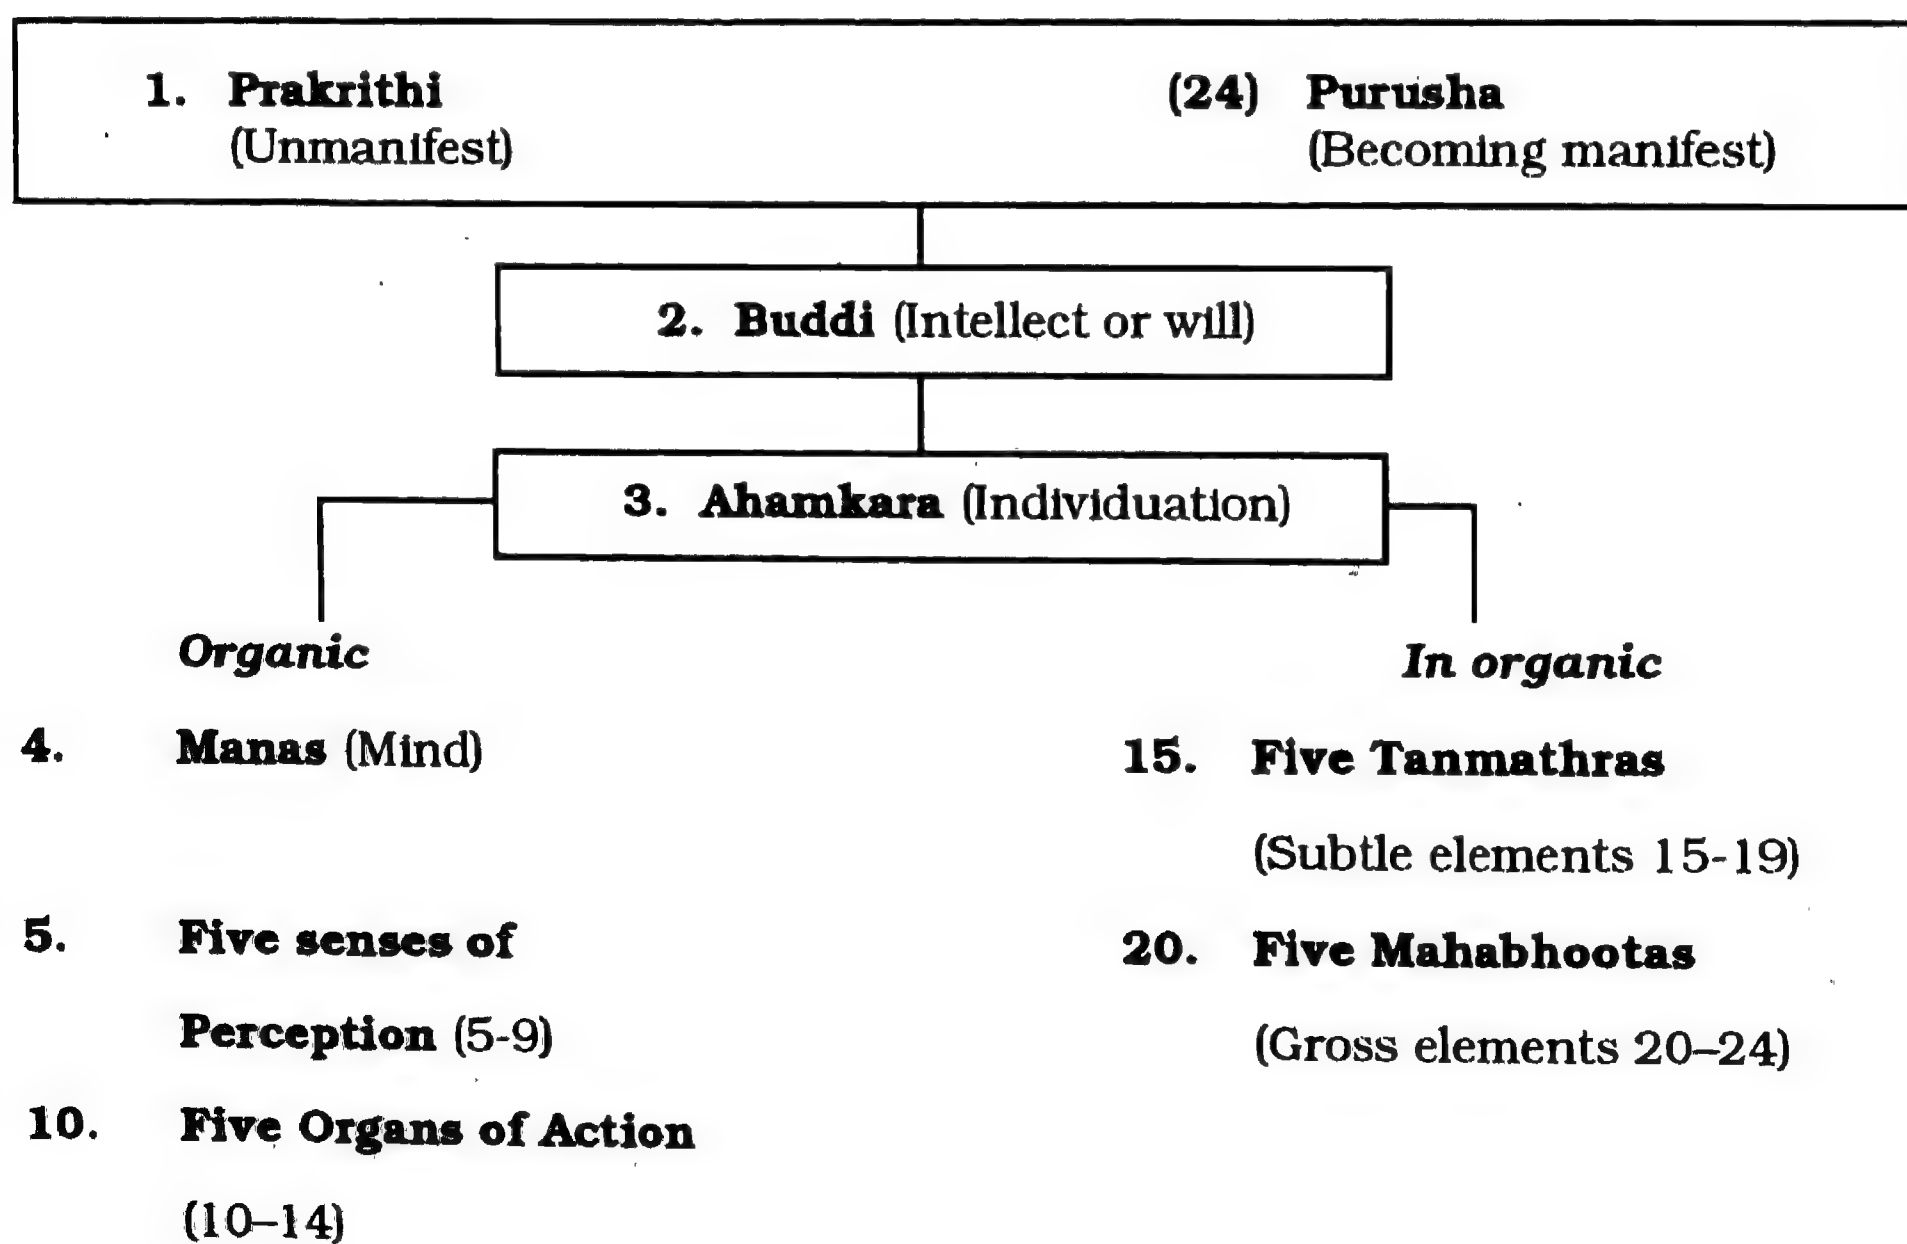 1. Prakrithi (24) Purusha
(Unmanifest) (Becoming manifest)
2. Buddi (Intellect or will)
3. Ahamkara (Individuation)
Organic
In organic
4. Manas (Mind)
15. Five Tanmathras
(Subtle elements 15-19)
5. Five senses of
20. Five Mahabhootas
Perception (5-9)
(Gross elements 20–24)
10. Five Organs of Action
(10–14)